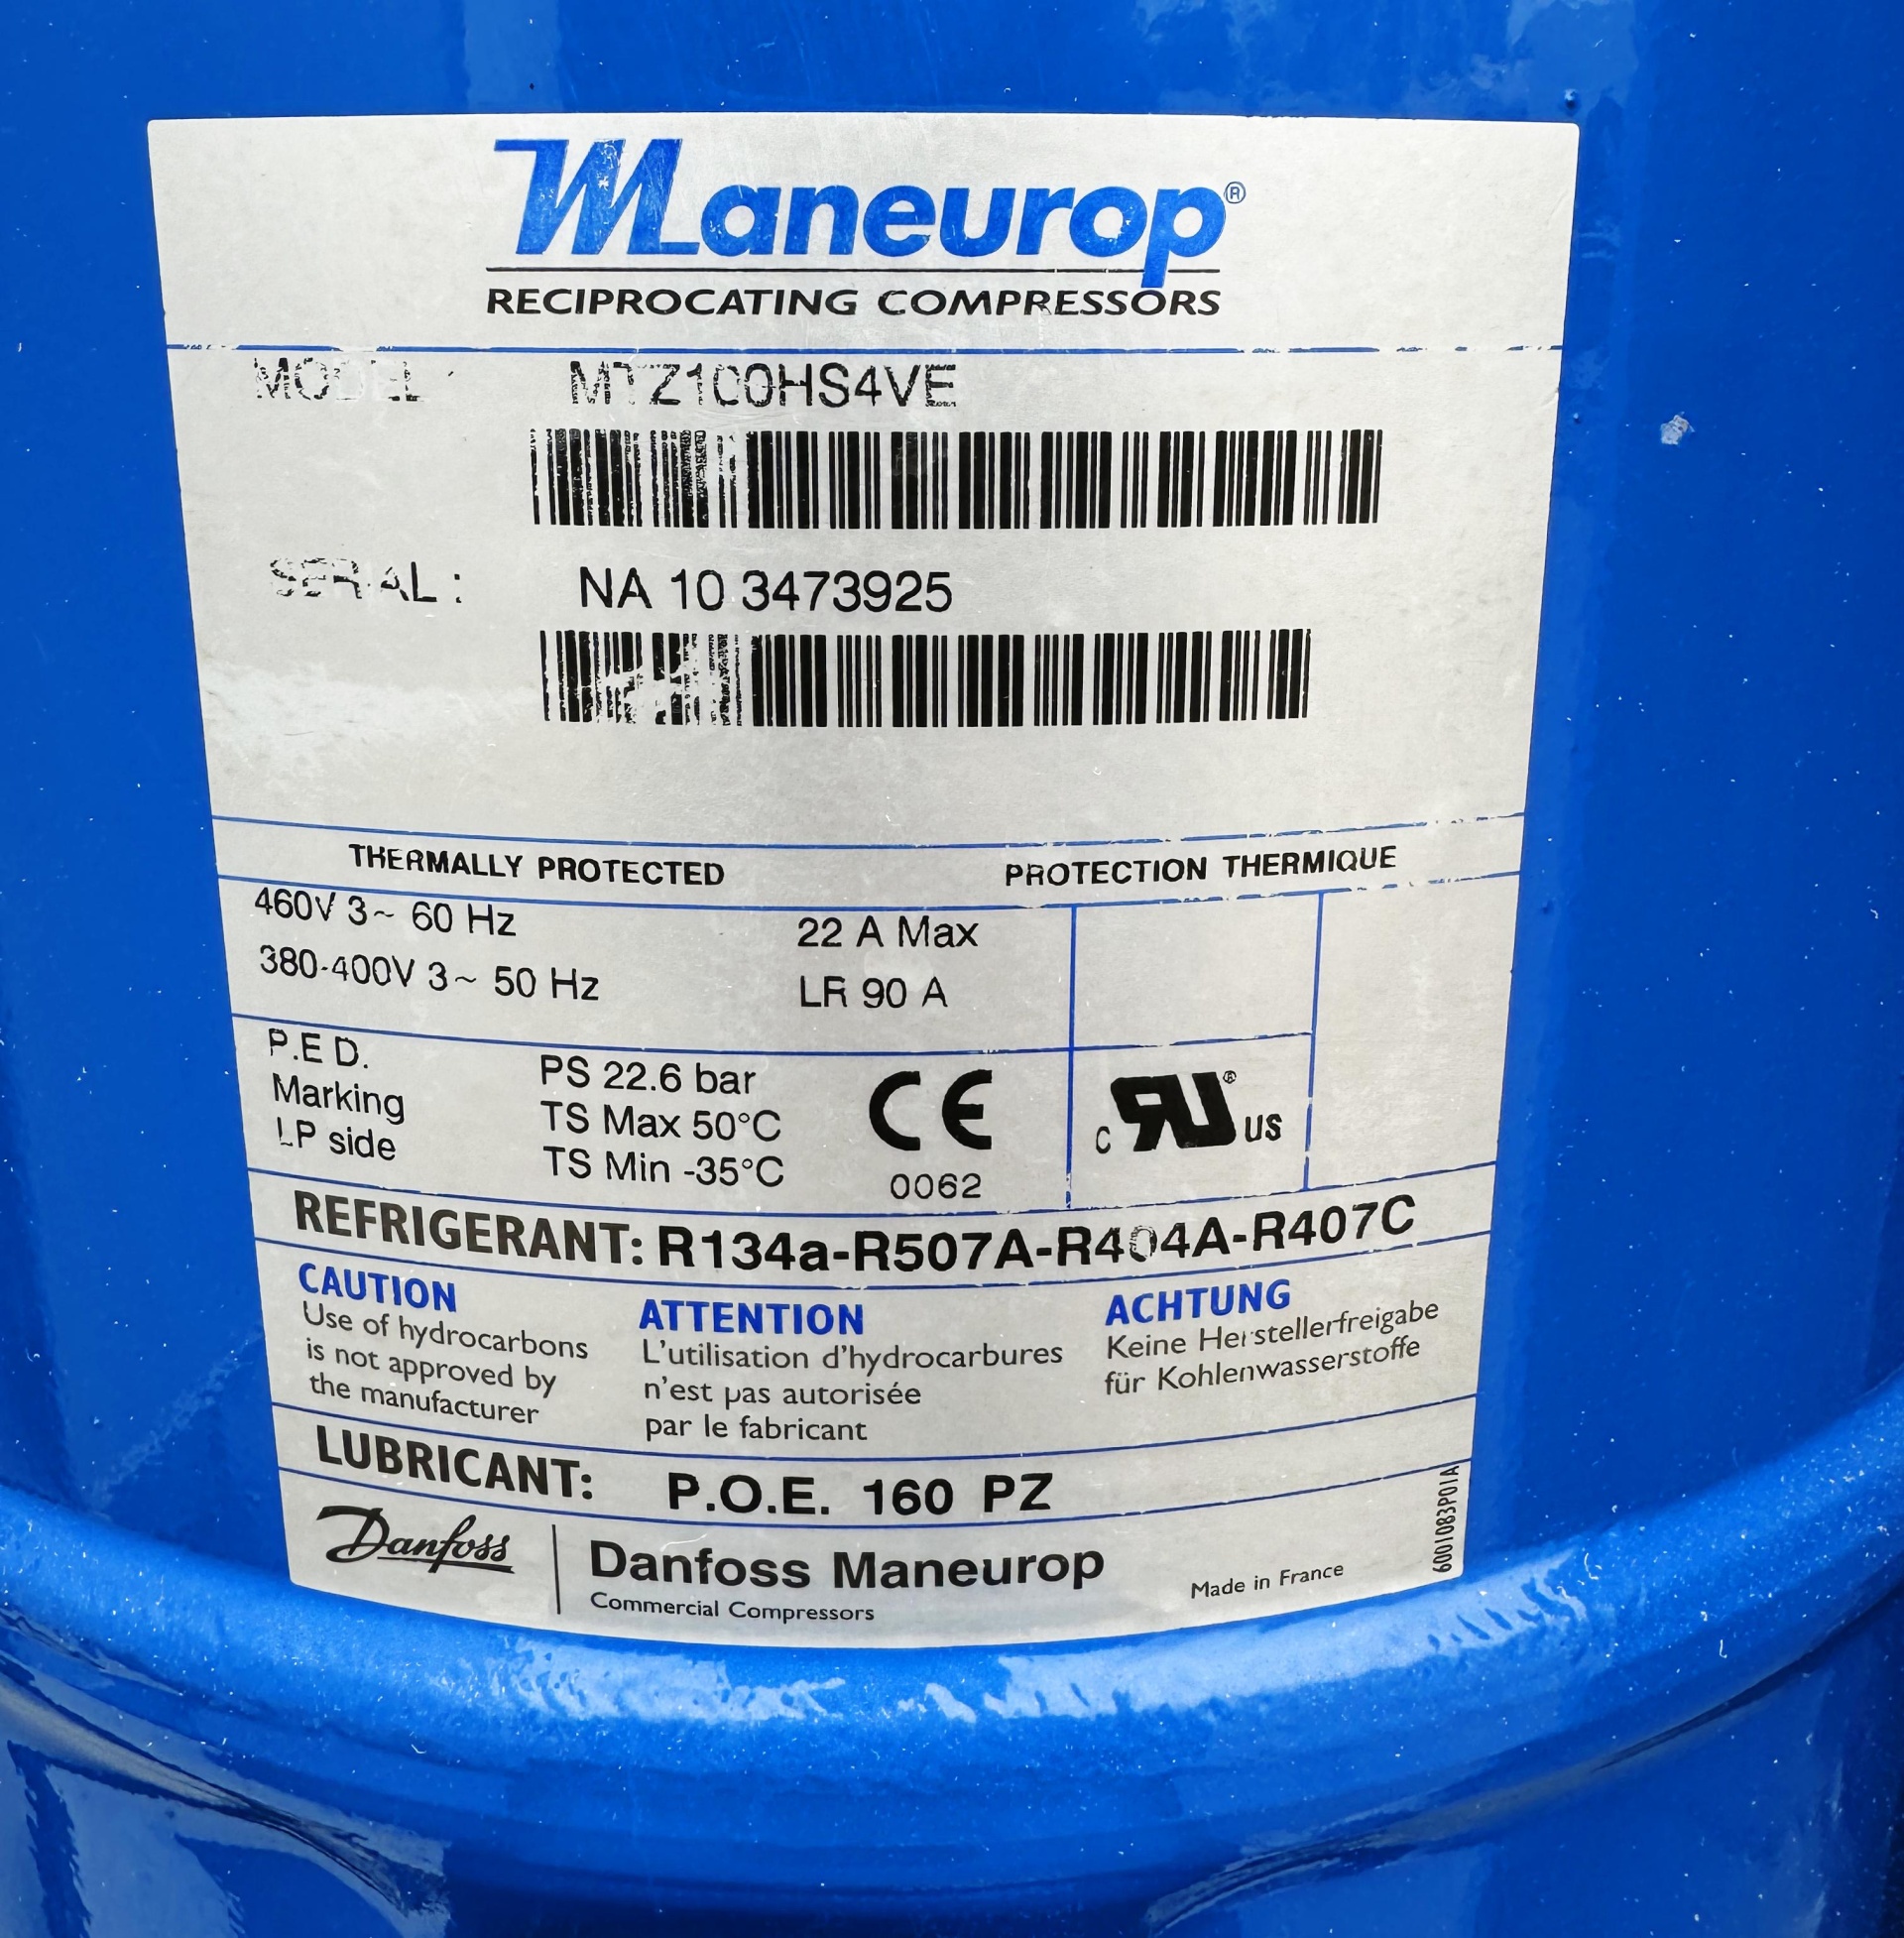 Maneurop®
RECIPROCATING COMPRESSORS
MODEL : MTZ100HS4VE
SERIAL : NA 10 3473925
THERMALLY PROTECTED PROTECTION THERMIQUE
460V 3~ 60 Hz 22 A Max
380-400V 3~ 50 Hz LR 90 A
P.E.D. PS 22.6 bar
Marking TS Max 50°C
LP side TS Min -35°C
CE
0062
c RU® US
REFRIGERANT: R134a-R507A-R404A-R407C
CAUTION
Use of hydrocarbons
is not approved by
the manufacturer
ATTENTION
L'utilisation d'hydrocarbures
n'est pas autorisée
par le fabricant
ACHTUNG
Keine Herstellerfreigabe
für Kohlenwasserstoffe
LUBRICANT: P.O.E. 160 PZ
Danfoss
Danfoss Maneurop
Commercial Compressors
Made in France
6001083P01A